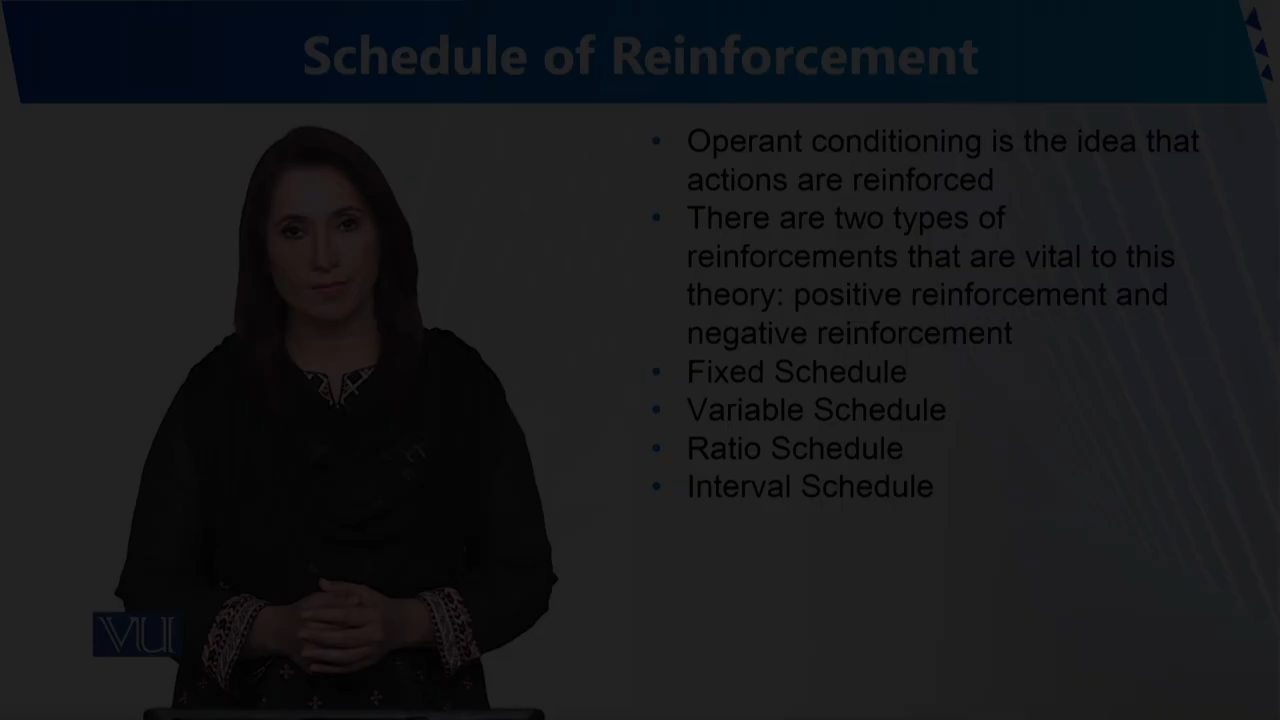 Schedule of Reinforcement
• Operant conditioning is the idea that
actions are reinforced
• There are two types of
reinforcements that are vital to this
theory: positive reinforcement and
negative reinforcement
• Fixed Schedule
• Variable Schedule
• Ratio Schedule
• Interval Schedule
VU